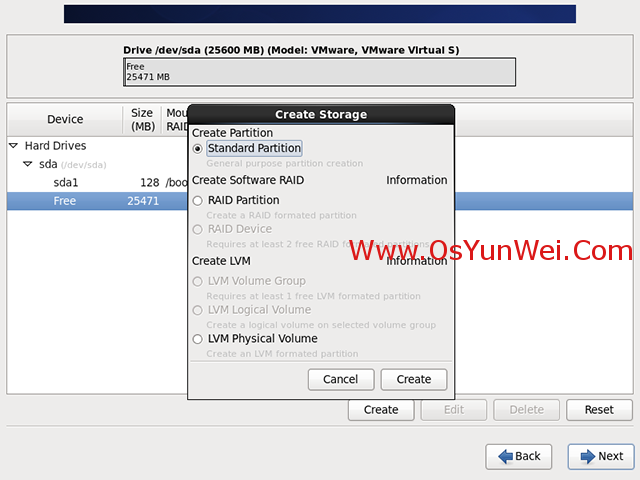 Drive /dev/sda (25600 MB) (Model: VMware, VMware Virtual S)
Free
25471 MB
Device
Size
(MB)
Mou
RAID
Create Storage
Create Partition
Standard Partition
General purpose partition creation
Create Software RAID Information
RAID Partition
Create a RAID formated partition
RAID Device
Requires at least 2 free RAID formated partitions
Create LVM Information
LVM Volume Group
Requires at least 1 free LVM formated partition
LVM Logical Volume
Create a logical volume on selected volume group
LVM Physical Volume
Create an LVM formated partition
Cancel Create
Hard Drives
sda (/dev/sda)
sda1 128 /boo
Free 25471
www.OsYunWei.Com
Create Edit Delete Reset
Back Next